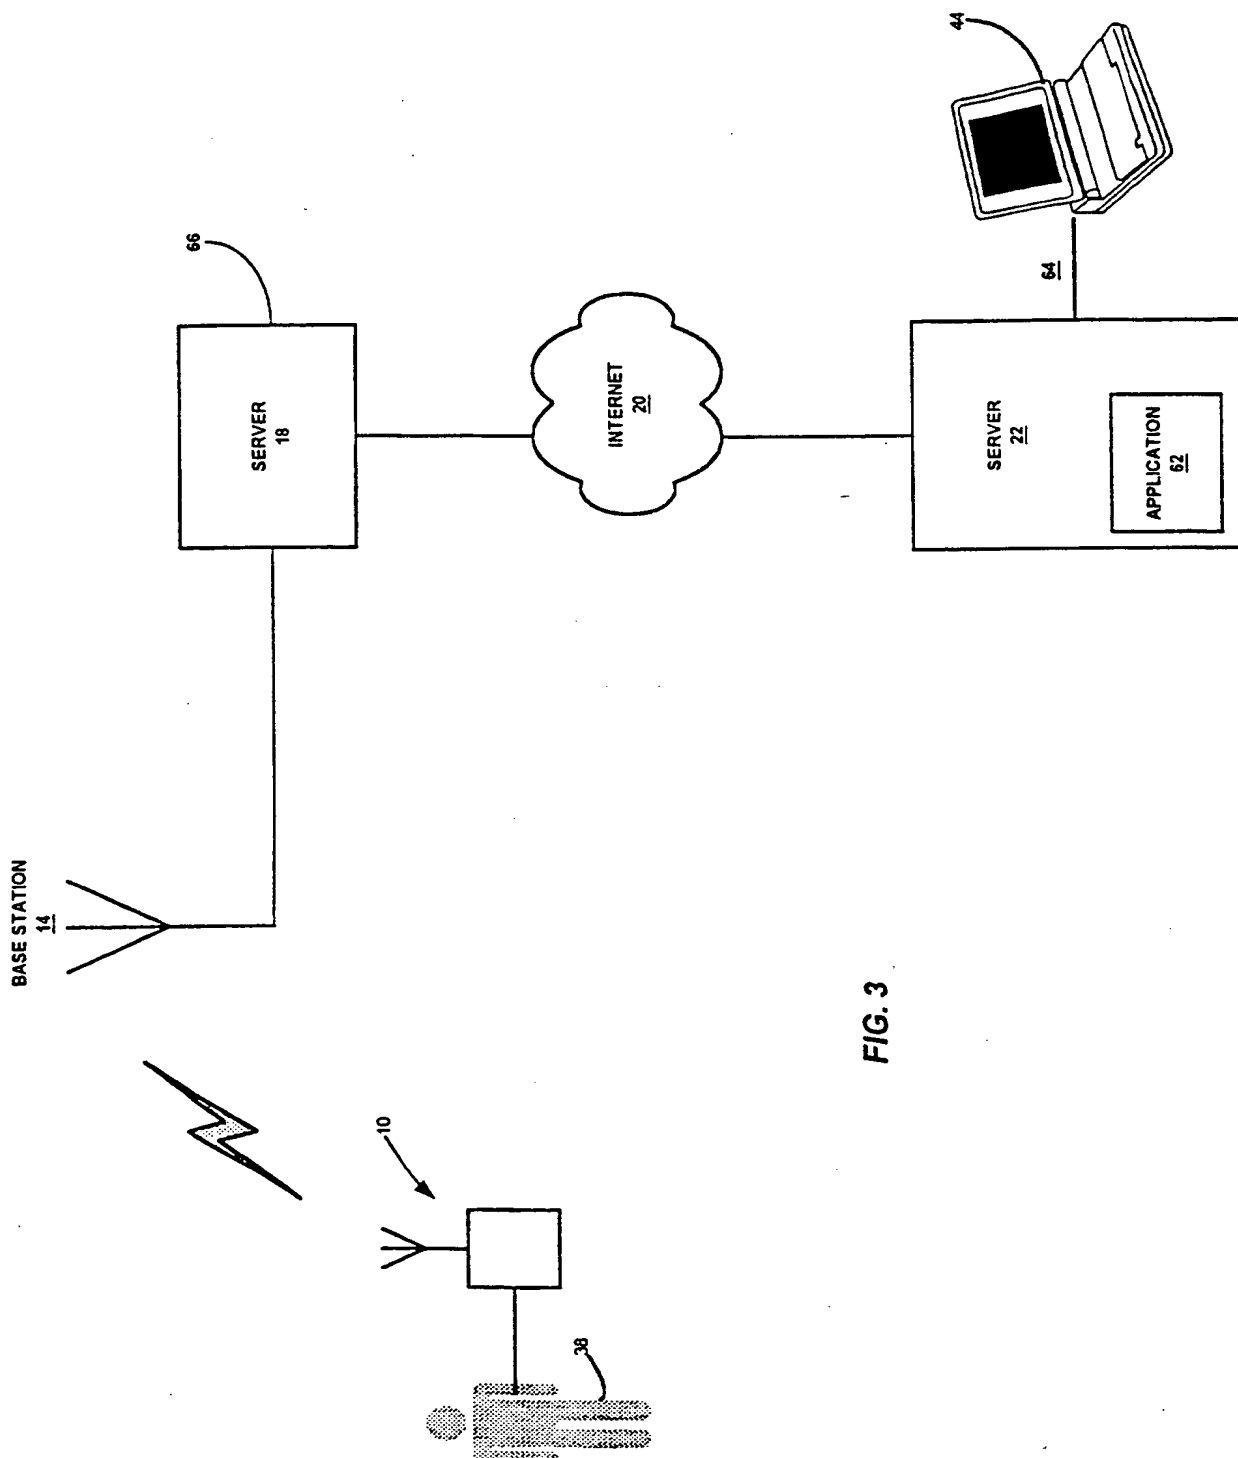 BASE STATION
14
SERVER
18
66
INTERNET
20
SERVER
22
APPLICATION
62
64
44
10
38
FIG. 3